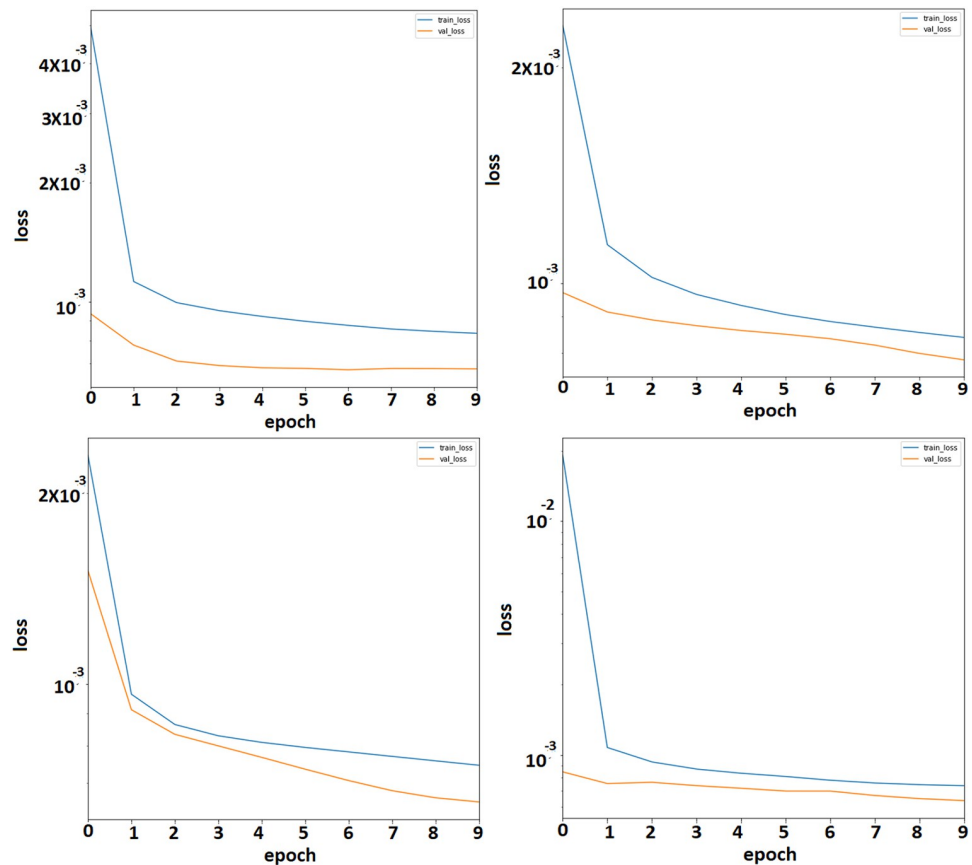 train_loss
val_loss
4X10-3
3X10-3
2X10-3
10-3
loss
0 1 2 3 4 5 6 7 8 9
epoch
train_loss
val_loss
2X10-3
10-3
loss
0 1 2 3 4 5 6 7 8 9
epoch
train_loss
val_loss
2X10-3
10-3
loss
0 1 2 3 4 5 6 7 8 9
epoch
train_loss
val_loss
10-2
10-3
loss
0 1 2 3 4 5 6 7 8 9
epoch